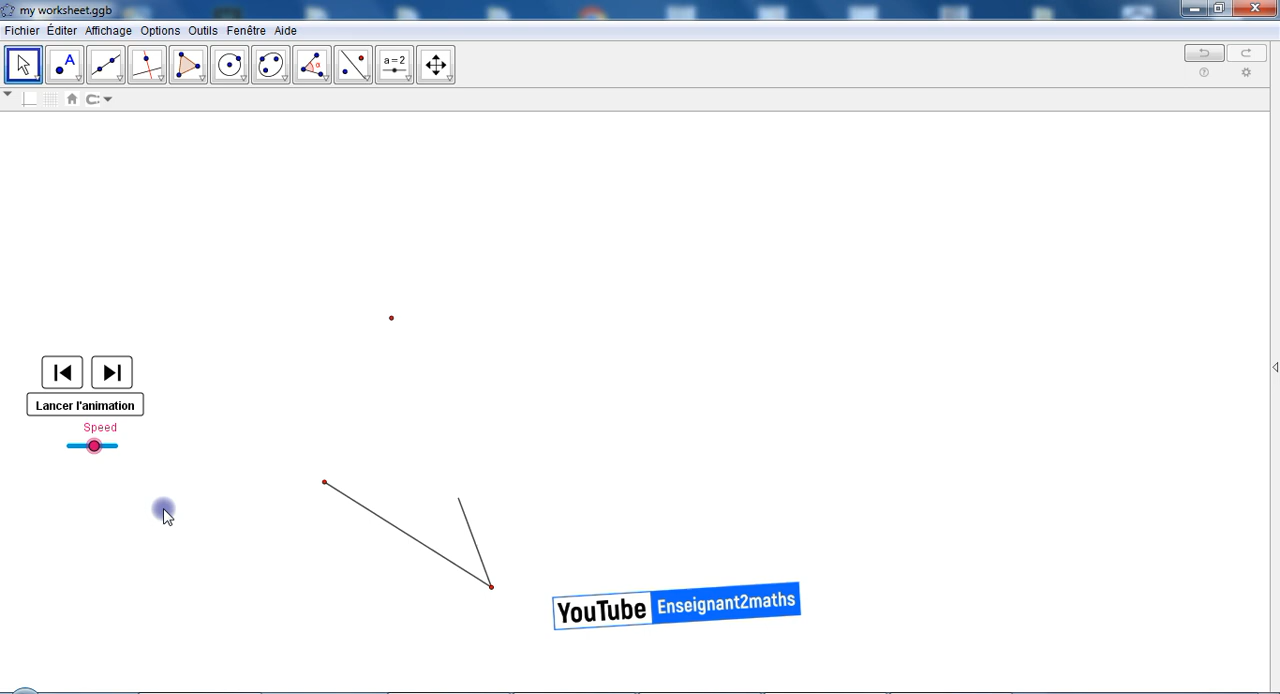 my worksheet.ggb
Fichier Éditer Affichage Options Outils Fenêtre Aide
A
a=2
α
Lancer l'animation
Speed
YouTube Enseignant2maths